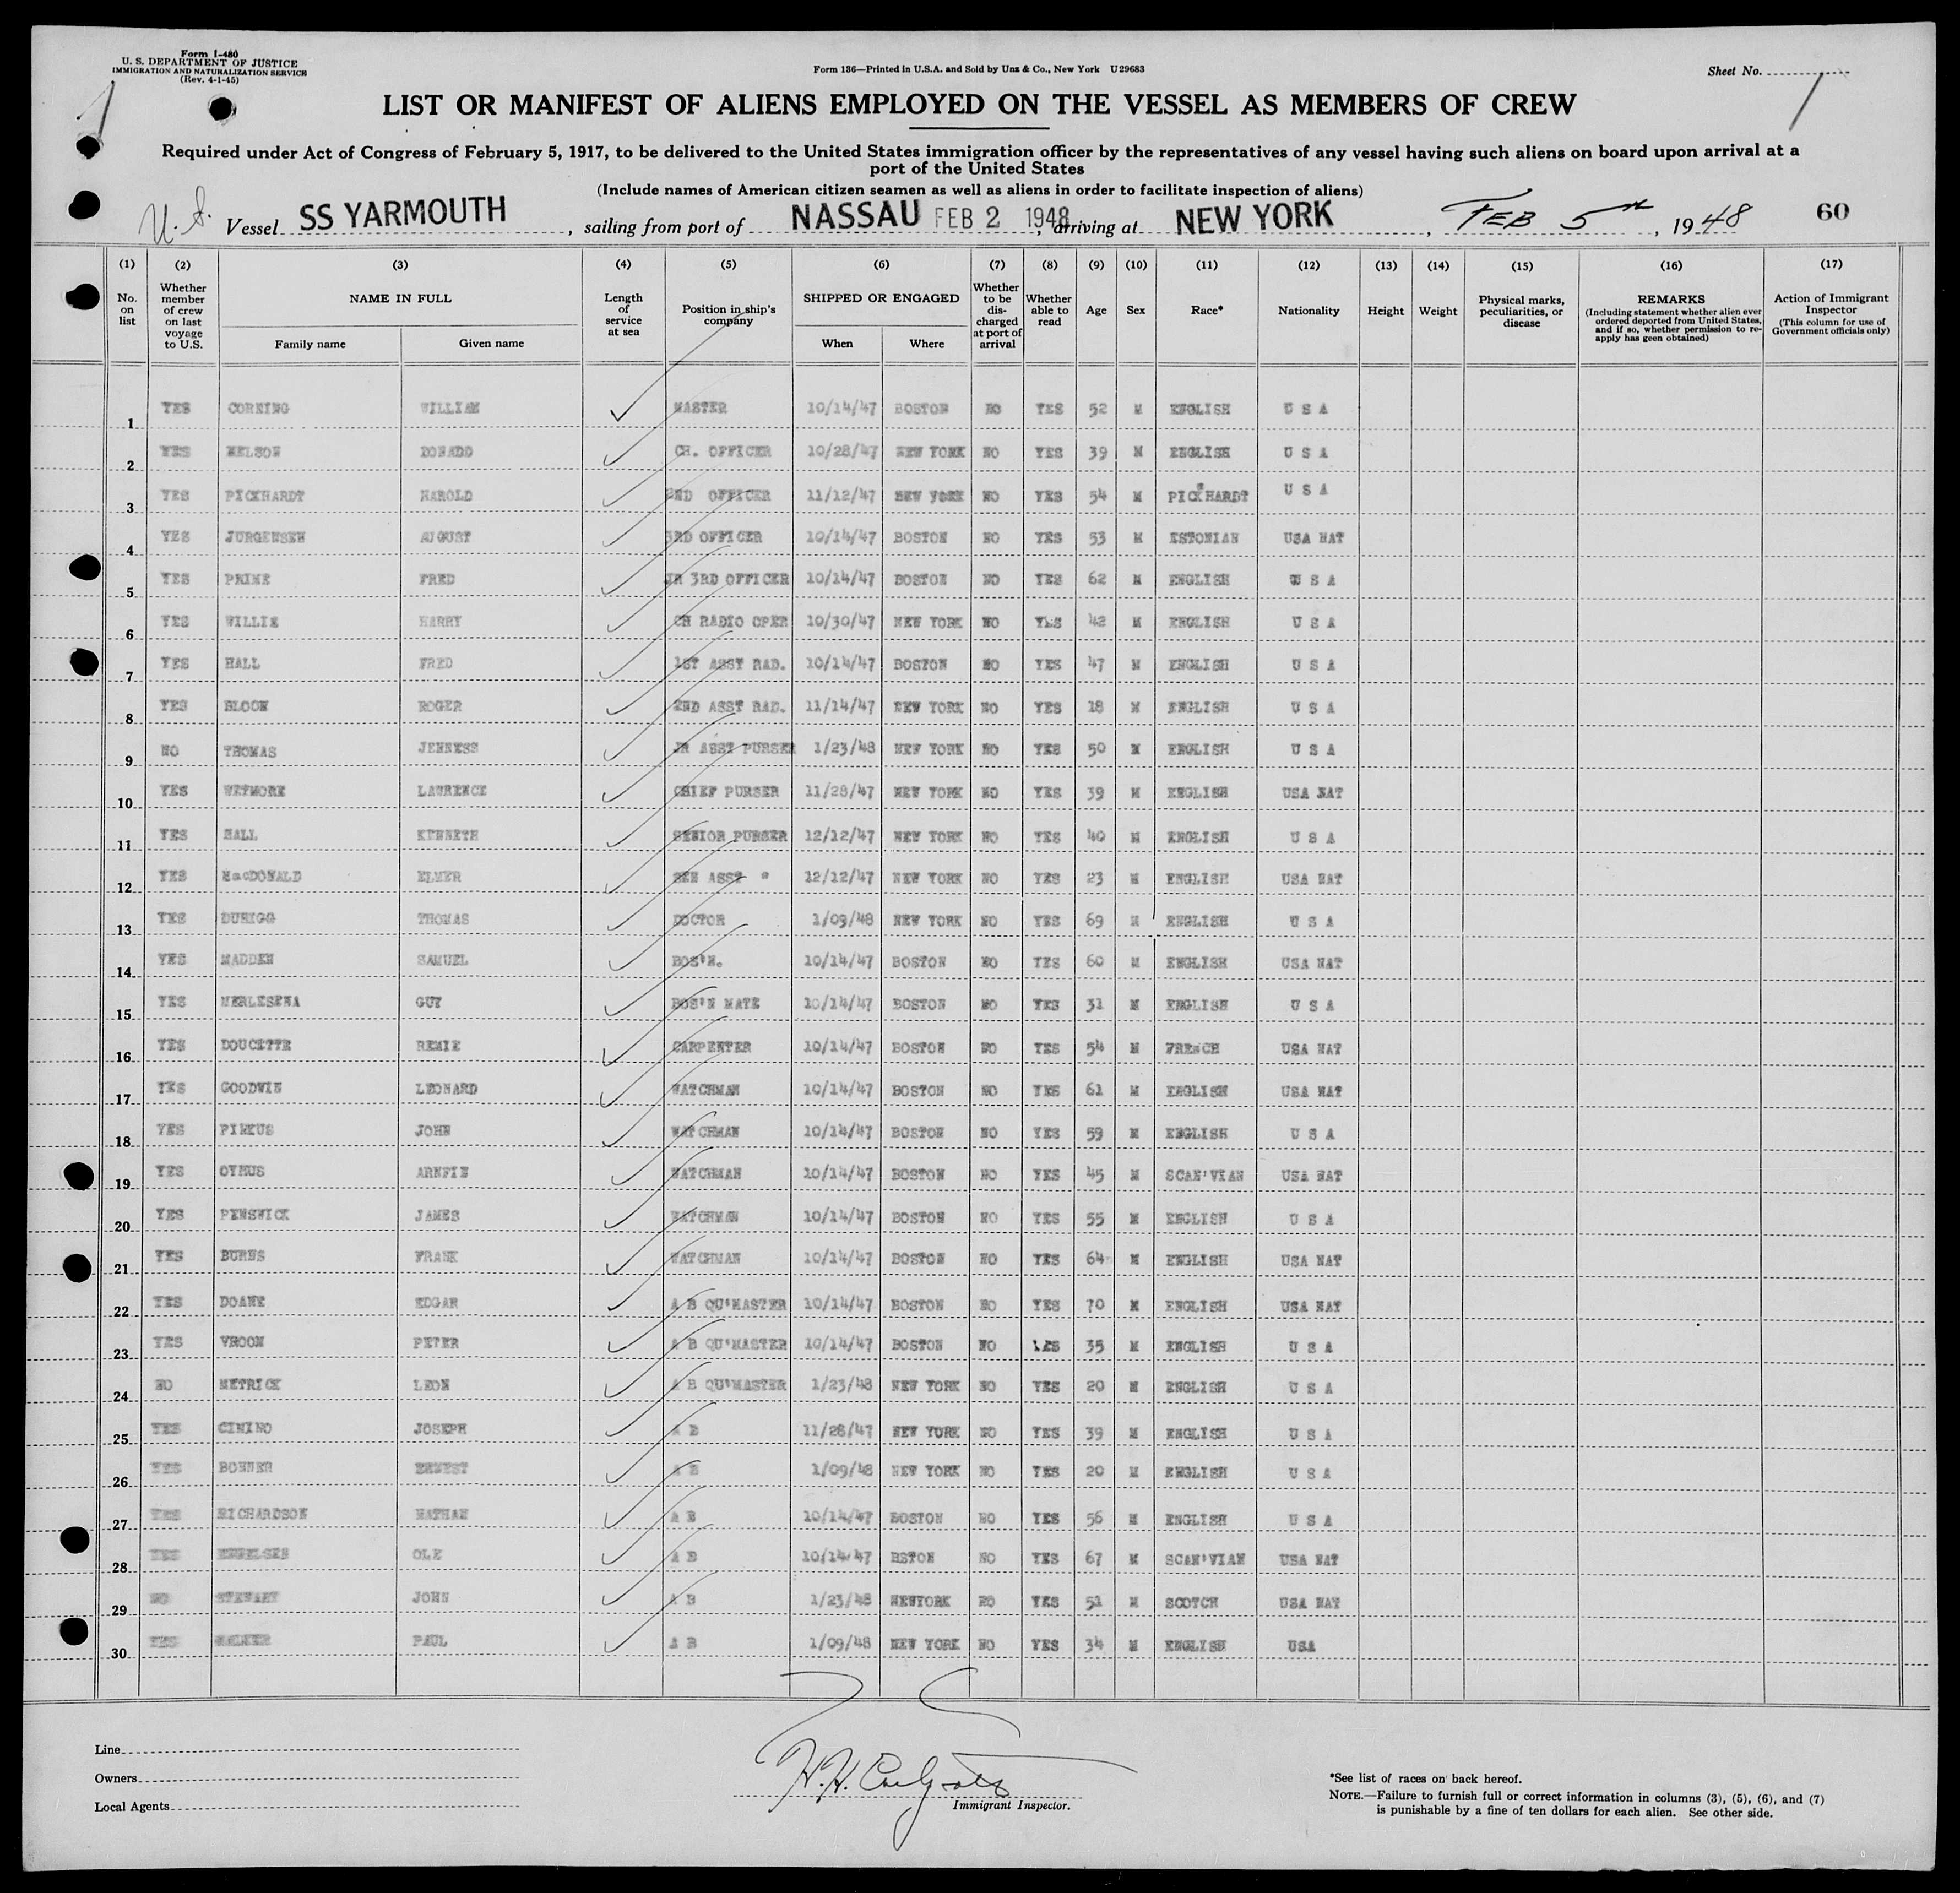 Form I-480
U. S. DEPARTMENT OF JUSTICE
IMMIGRATION AND NATURALIZATION SERVICE
(Rev. 4-1-45)
Form 136—Printed in U.S.A. and Sold by Unz & Co., New York U29683
Sheet No. 1
LIST OR MANIFEST OF ALIENS EMPLOYED ON THE VESSEL AS MEMBERS OF CREW
Required under Act of Congress of February 5, 1917, to be delivered to the United States immigration officer by the representatives of any vessel having such aliens on board upon arrival at a
port of the United States
(Include names of American citizen seamen as well as aliens in order to facilitate inspection of aliens)
U.S. Vessel SS YARMOUTH, sailing from port of NASSAU FEB 2 1948, arriving at NEW YORK, FEB 5th, 1948 60
(1) (2) (3) (4) (5) (6) (7) (8) (9) (10) (11) (12) (13) (14) (15) (16) (17)
No. on list Whether member of crew on last voyage to U.S. NAME IN FULL Family name Given name Length of service at sea Position in ship's company SHIPPED OR ENGAGED When Where Whether to be discharged at port of arrival Whether able to read Age Sex Race* Nationality Height Weight Physical marks, peculiarities, or disease REMARKS (Including statement whether alien ever ordered deported from United States, and if so, whether permission to re-apply has geen obtained) Action of Immigrant Inspector (This column for use of Government officials only)
1 YES CORNING WILLIAM MASTER 10/14/47 BOSTON NO YES 52 M ENGLISH U S A
2 YES NELSON DONADD CH. OFFICER 10/28/47 NEW YORK NO YES 39 M ENGLISH U S A
3 YES PICKHARDT HAROLD 2ND OFFICER 11/12/47 NEW YORK NO YES 54 M PICKHARDT U S A
4 YES JURGENSEN AUGUST 3RD OFFICER 10/14/47 BOSTON NO YES 53 M ESTONIAN USA NAT
5 YES PRIME FRED JR 3RD OFFICER 10/14/47 BOSTON NO YES 62 M ENGLISH U S A
6 YES WILLIE HARRY CH RADIO OPER 10/30/47 NEW YORK NO YES 42 M ENGLISH U S A
7 YES HALL FRED 1ST ASST RAD. 10/14/47 BOSTON NO YES 47 M ENGLISH U S A
8 YES BLOOM ROGER 2ND ASST RAD. 11/14/47 NEW YORK NO YES 18 M ENGLISH U S A
9 NO THOMAS JENNESS JR ASST PURSER 1/23/48 NEW YORK NO YES 50 M ENGLISH U S A
10 YES WETMORE LAWRENCE CHIEF PURSER 11/28/47 NEW YORK NO YES 39 M ENGLISH USA NAT
11 YES HALL KENNETH SENIOR PURSER 12/12/47 NEW YORK NO YES 40 M ENGLISH U S A
12 YES MacDONALD ELMER SEN ASST " 12/12/47 NEW YORK NO YES 23 M ENGLISH USA NAT
13 YES DUHIGG THOMAS DOCTOR 1/09/48 NEW YORK NO YES 69 M ENGLISH U S A
14 YES MADDEN SAMUEL BOS'N. 10/14/47 BOSTON NO YES 60 M ENGLISH USA NAT
15 YES MERLESENA GUY BOS'N MATE 10/14/47 BOSTON NO YES 31 M ENGLISH U S A
16 YES DOUCETTE REMIE CARPENTER 10/14/47 BOSTON NO YES 54 M FRENCH USA NAT
17 YES GOODWIN LEONARD WATCHMAN 10/14/47 BOSTON NO YES 61 M ENGLISH USA NAT
18 YES PIRKUS JOHN WATCHMAN 10/14/47 BOSTON NO YES 59 M ENGLISH U S A
19 YES OTHUS ARNFIN WATCHMAN 10/14/47 BOSTON NO YES 45 M SCAN'VIAN USA NAT
20 YES PENSWICK JAMES WATCHMAN 10/14/47 BOSTON NO YES 55 M ENGLISH U S A
21 YES BURNS FRANK WATCHMAN 10/14/47 BOSTON NO YES 64 M ENGLISH USA NAT
22 YES DOANE EDGAR A B QU'MASTER 10/14/47 BOSTON NO YES 70 M ENGLISH USA NAT
23 YES VROOM PETER A B QU'MASTER 10/14/47 BOSTON NO YES 35 M ENGLISH U S A
24 NO METRICK LEON A B QU'MASTER 1/23/48 NEW YORK NO YES 20 M ENGLISH U S A
25 YES CIMINO JOSEPH A B 11/28/47 NEW YORK NO YES 39 M ENGLISH U S A
26 YES BOHNER ERNEST A B 1/09/48 NEW YORK NO YES 20 M ENGLISH U S A
27 YES RICHARDSON NATHAN A B 10/14/47 BOSTON NO YES 56 M ENGLISH U S A
28 YES OLE A B 10/14/47 BSTON NO YES 67 M SCAN'VIAN USA NAT
29 NO STEWART JOHN A B 1/23/48 NEWYORK NO YES 51 M SCOTCH USA NAT
30 YES PAUL A B 1/09/48 NEW YORK NO YES 34 M ENGLISH USA
Line
Owners
Local Agents
H.H.
Immigrant Inspector.
*See list of races on back hereof.
NOTE.—Failure to furnish full or correct information in columns (3), (5), (6), and (7)
is punishable by a fine of ten dollars for each alien. See other side.